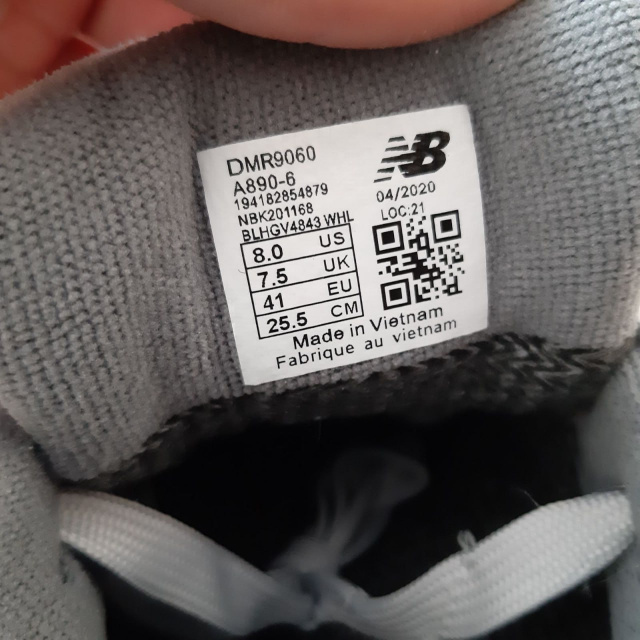 DMR9060
A890-6
194182854879
NBK201168
BLHGV4843 WHL
NB
04/2020
LOC:21
8.0 US
7.5 UK
41 EU
25.5 CM
Made in Vietnam
Fabrique au vietnam